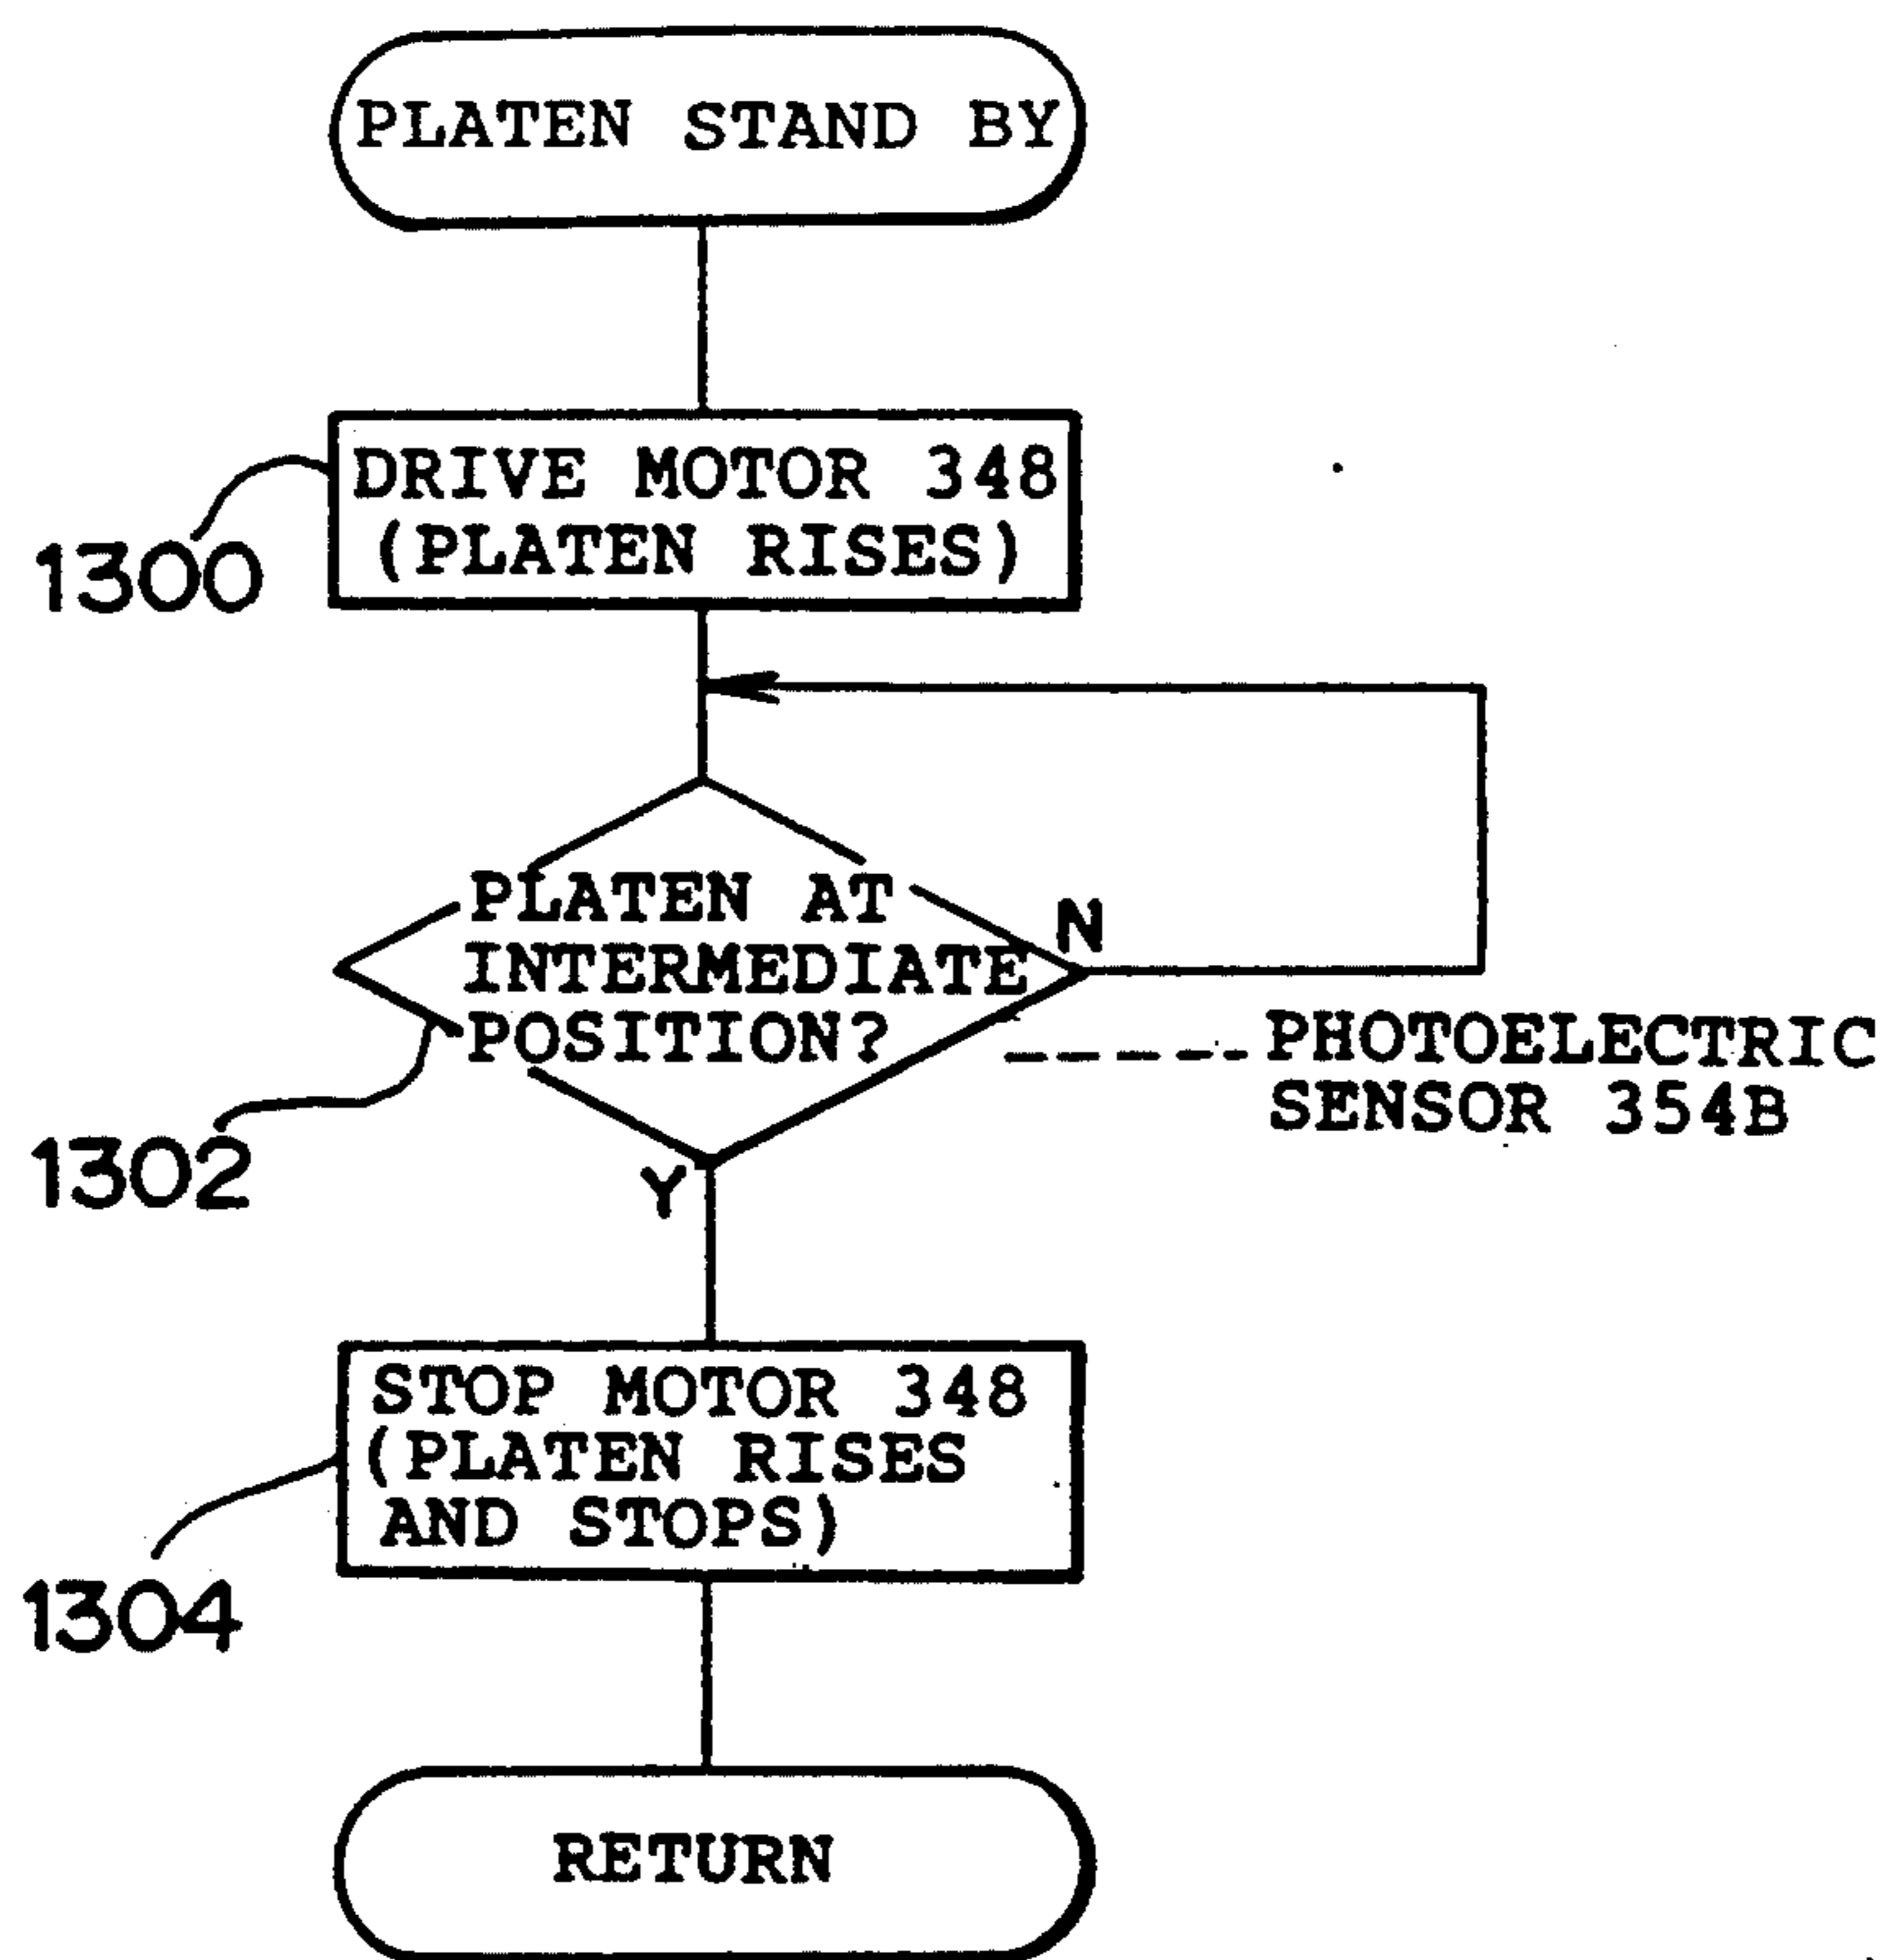 PLATEN STAND BY
DRIVE MOTOR 348
(PLATEN RISES)
1300
PLATEN AT
INTERMEDIATE
POSITION?
N
PHOTOELECTRIC
SENSOR 354B
1302
Y
STOP MOTOR 348
(PLATEN RISES
AND STOPS)
1304
RETURN